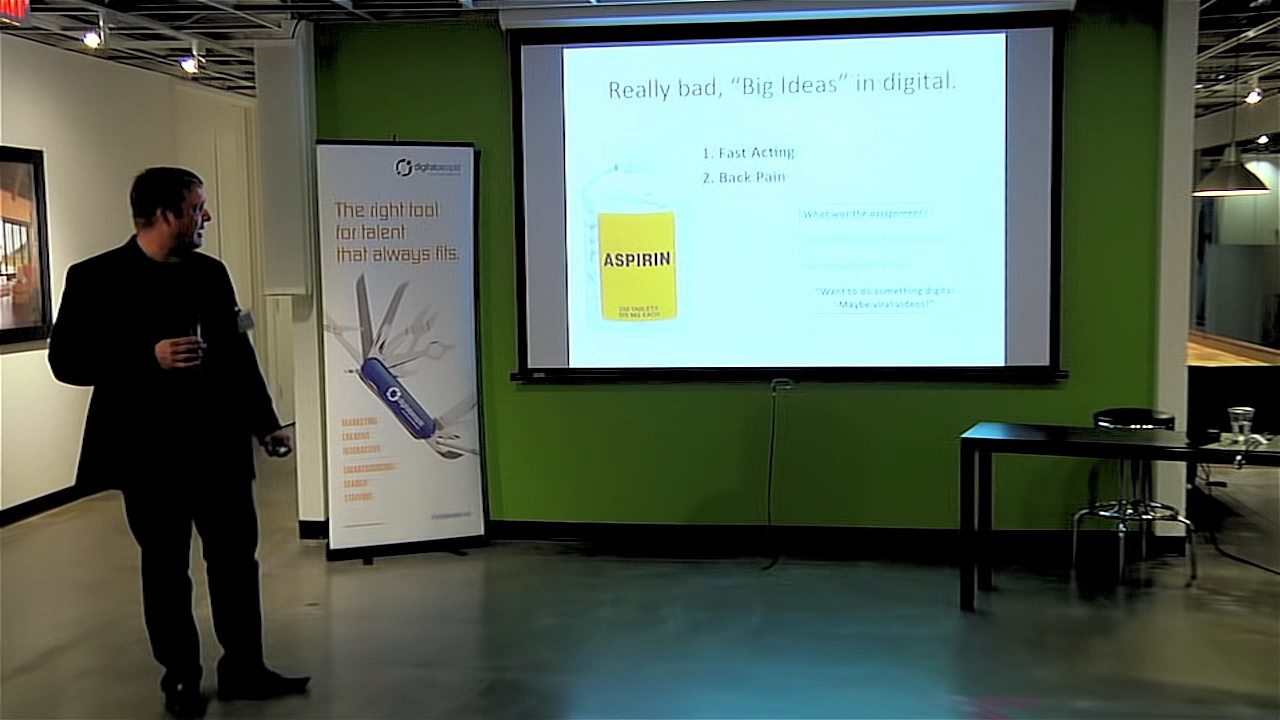 digitalpeople
The right tool
for talent
that always fits.
MARKETING
CREATIVE
INTERACTIVE
SMARTSOURCING
SEARCH
STAFFING
Really bad, “Big Ideas” in digital.
1. Fast Acting
2. Back Pain
What was the assignment?
ASPIRIN
"Want to do something digital.
Maybe viral videos!"